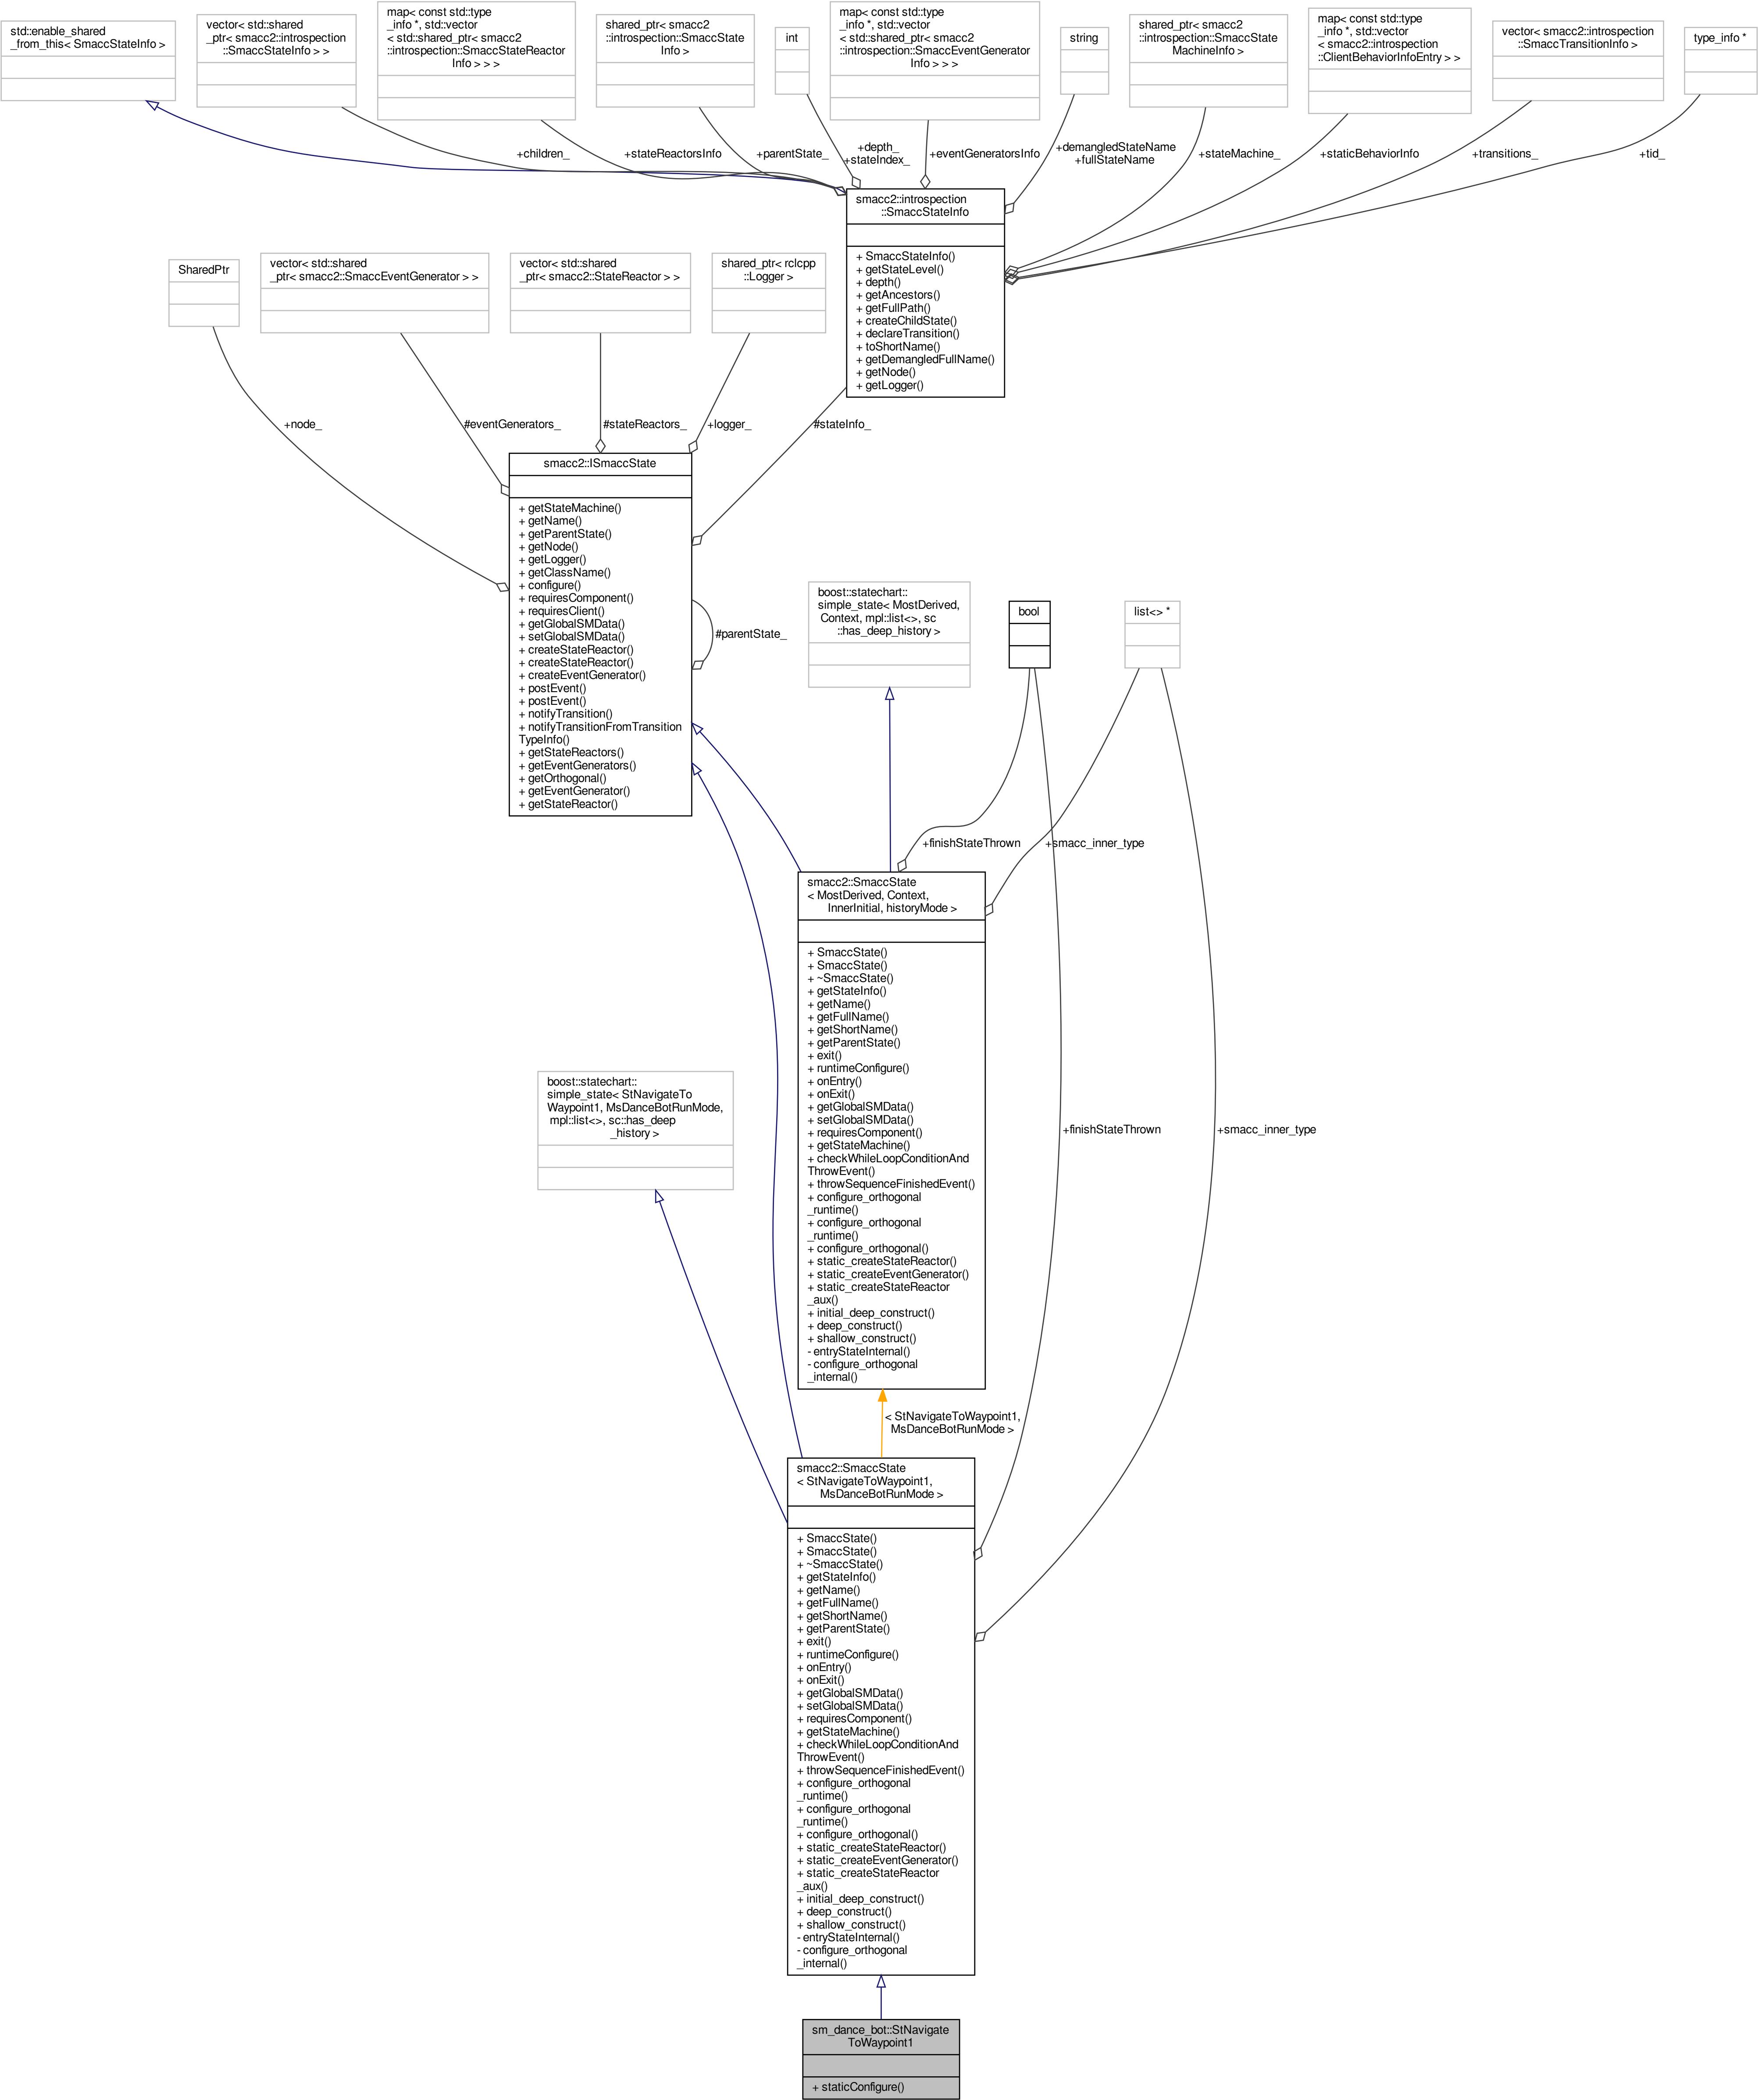 std::enable_shared
_from_this< SmaccStateInfo >
vector< std::shared
_ptr< smacc2::introspection
::SmaccStateInfo > >
map< const std::type
_info *, std::vector
< std::shared_ptr< smacc2
::introspection::SmaccStateReactor
Info > > >
shared_ptr< smacc2
::introspection::SmaccState
Info >
int
map< const std::type
_info *, std::vector
< std::shared_ptr< smacc2
::introspection::SmaccEventGenerator
Info > > >
string
shared_ptr< smacc2
::introspection::SmaccState
MachineInfo >
map< const std::type
_info *, std::vector
< smacc2::introspection
::ClientBehaviorInfoEntry > >
vector< smacc2::introspection
::SmaccTransitionInfo >
type_info *
+children_
+stateReactorsInfo
+parentState_
+depth_
+stateIndex_
+eventGeneratorsInfo
+demangledStateName
+fullStateName
+stateMachine_
+staticBehaviorInfo
+transitions_
+tid_
smacc2::introspection
::SmaccStateInfo
+ SmaccStateInfo()
+ getStateLevel()
+ depth()
+ getAncestors()
+ getFullPath()
+ createChildState()
+ declareTransition()
+ toShortName()
+ getDemangledFullName()
+ getNode()
+ getLogger()
SharedPtr
vector< std::shared
_ptr< smacc2::SmaccEventGenerator > >
vector< std::shared
_ptr< smacc2::StateReactor > >
shared_ptr< rclcpp
::Logger >
+node_
#eventGenerators_
#stateReactors_
+logger_
#stateInfo_
smacc2::ISmaccState
+ getStateMachine()
+ getName()
+ getParentState()
+ getNode()
+ getLogger()
+ getClassName()
+ configure()
+ requiresComponent()
+ requiresClient()
+ getGlobalSMData()
+ setGlobalSMData()
+ createStateReactor()
+ createStateReactor()
+ createEventGenerator()
+ postEvent()
+ postEvent()
+ notifyTransition()
+ notifyTransitionFromTransition
TypeInfo()
+ getStateReactors()
+ getEventGenerators()
+ getOrthogonal()
+ getEventGenerator()
+ getStateReactor()
#parentState_
boost::statechart::
simple_state< MostDerived,
Context, mpl::list<>, sc
::has_deep_history >
bool
list<> *
+finishStateThrown
+smacc_inner_type
smacc2::SmaccState
< MostDerived, Context,
InnerInitial, historyMode >
+ SmaccState()
+ SmaccState()
+ ~SmaccState()
+ getStateInfo()
+ getName()
+ getFullName()
+ getShortName()
+ getParentState()
+ exit()
+ runtimeConfigure()
+ onEntry()
+ onExit()
+ getGlobalSMData()
+ setGlobalSMData()
+ requiresComponent()
+ getStateMachine()
+ checkWhileLoopConditionAnd
ThrowEvent()
+ throwSequenceFinishedEvent()
+ configure_orthogonal
_runtime()
+ configure_orthogonal
_runtime()
+ configure_orthogonal()
+ static_createStateReactor()
+ static_createEventGenerator()
+ static_createStateReactor
_aux()
+ initial_deep_construct()
+ deep_construct()
+ shallow_construct()
- entryStateInternal()
- configure_orthogonal
_internal()
boost::statechart::
simple_state< StNavigateTo
Waypoint1, MsDanceBotRunMode,
mpl::list<>, sc::has_deep
_history >
+finishStateThrown
+smacc_inner_type
< StNavigateToWaypoint1,
MsDanceBotRunMode >
smacc2::SmaccState
< StNavigateToWaypoint1,
MsDanceBotRunMode >
+ SmaccState()
+ SmaccState()
+ ~SmaccState()
+ getStateInfo()
+ getName()
+ getFullName()
+ getShortName()
+ getParentState()
+ exit()
+ runtimeConfigure()
+ onEntry()
+ onExit()
+ getGlobalSMData()
+ setGlobalSMData()
+ requiresComponent()
+ getStateMachine()
+ checkWhileLoopConditionAnd
ThrowEvent()
+ throwSequenceFinishedEvent()
+ configure_orthogonal
_runtime()
+ configure_orthogonal
_runtime()
+ configure_orthogonal()
+ static_createStateReactor()
+ static_createEventGenerator()
+ static_createStateReactor
_aux()
+ initial_deep_construct()
+ deep_construct()
+ shallow_construct()
- entryStateInternal()
- configure_orthogonal
_internal()
sm_dance_bot::StNavigate
ToWaypoint1
+ staticConfigure()